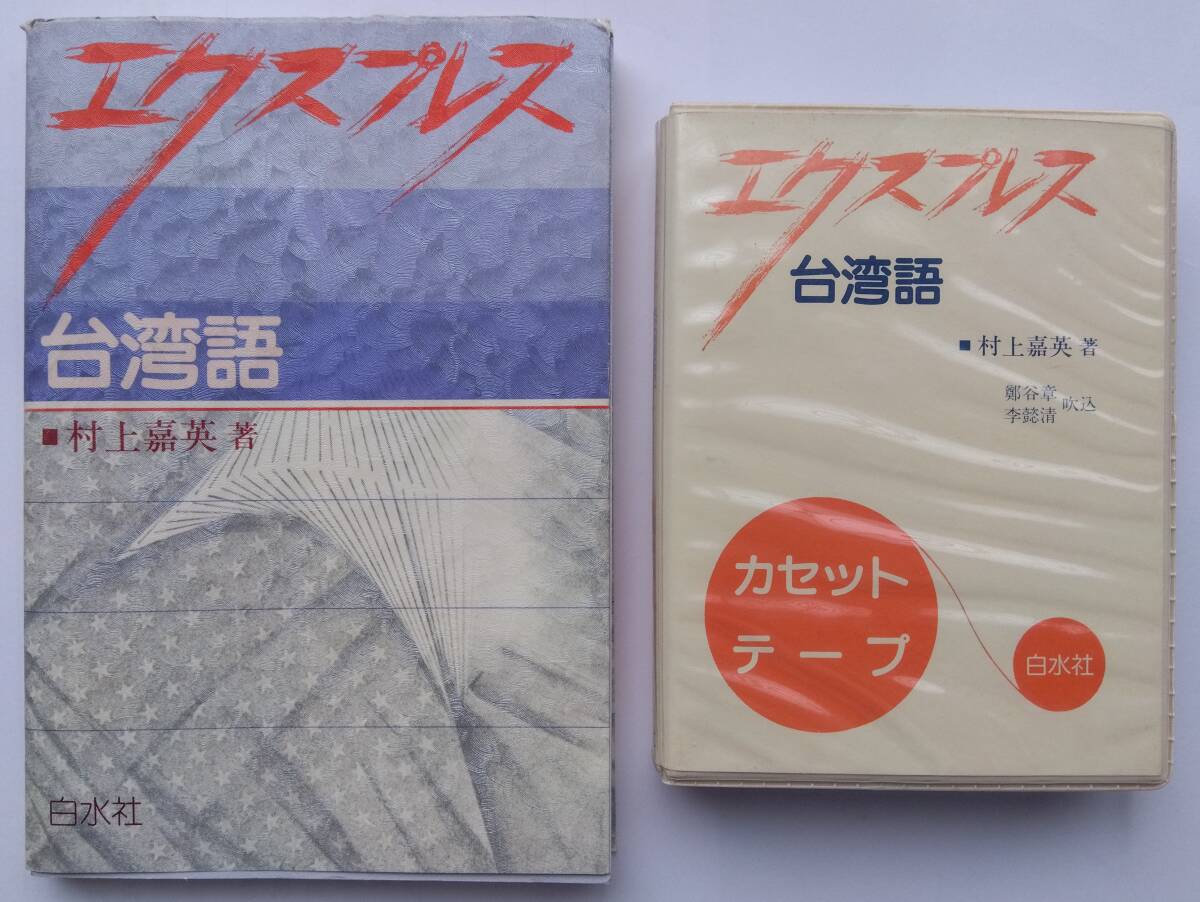 エクスプレス
台湾語
■村上嘉英 著
白水社
エクスプレス
台湾語
■村上嘉英 著
鄭谷章
李懿清
吹込
カセット
テープ
白水社